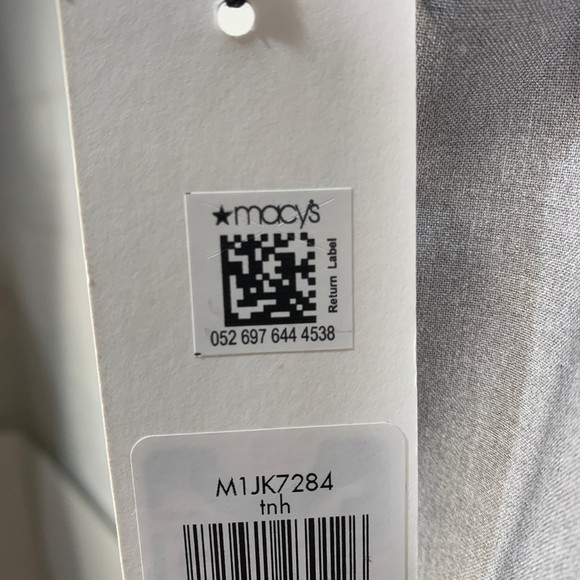 ★macy's
Return Label
052 697 644 4538
M1JK7284
tnh